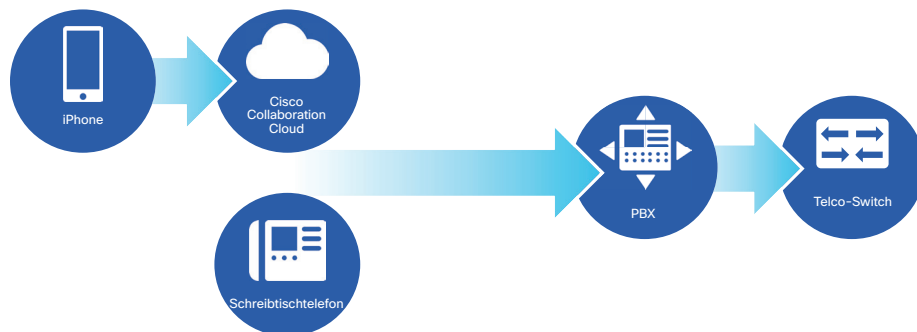 iPhone
Cisco
Collaboration
Cloud
PBX
Telco-Switch
Schreibtischtelefon